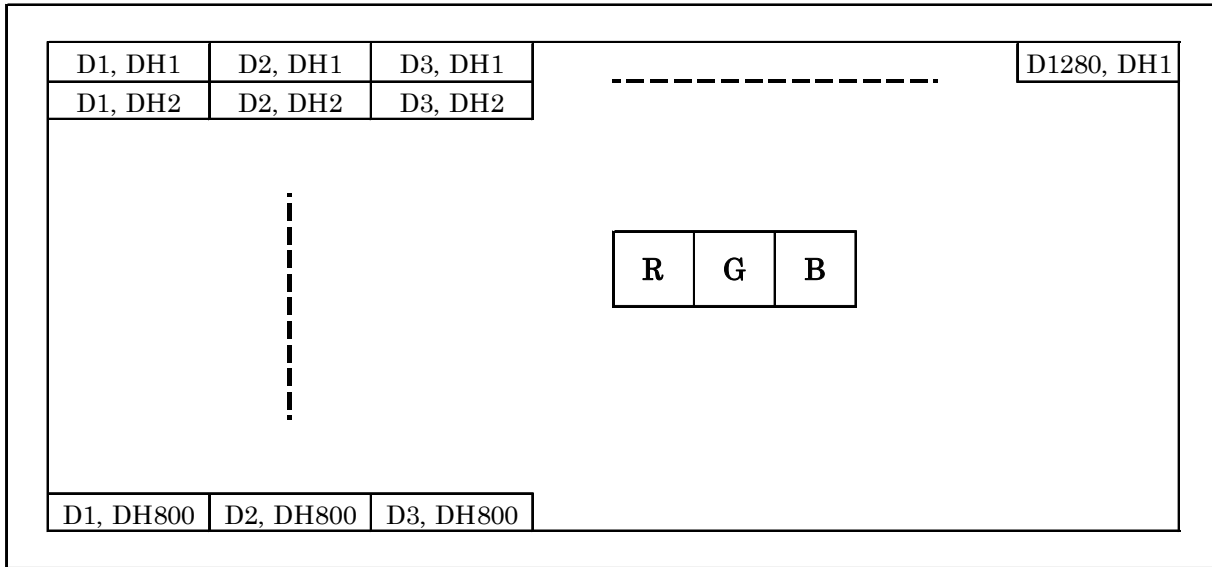 D1, DH1 D2, DH1 D3, DH1 D1280, DH1
D1, DH2 D2, DH2 D3, DH2
R G B
D1, DH800 D2, DH800 D3, DH800